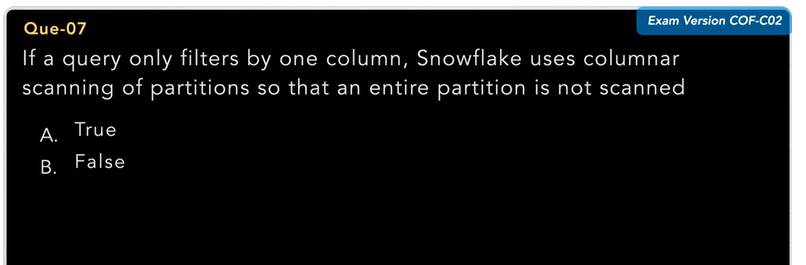 Exam Version COF-C02
Que-07
If a query only filters by one column, Snowflake uses columnar
scanning of partitions so that an entire partition is not scanned
A. True
B. False